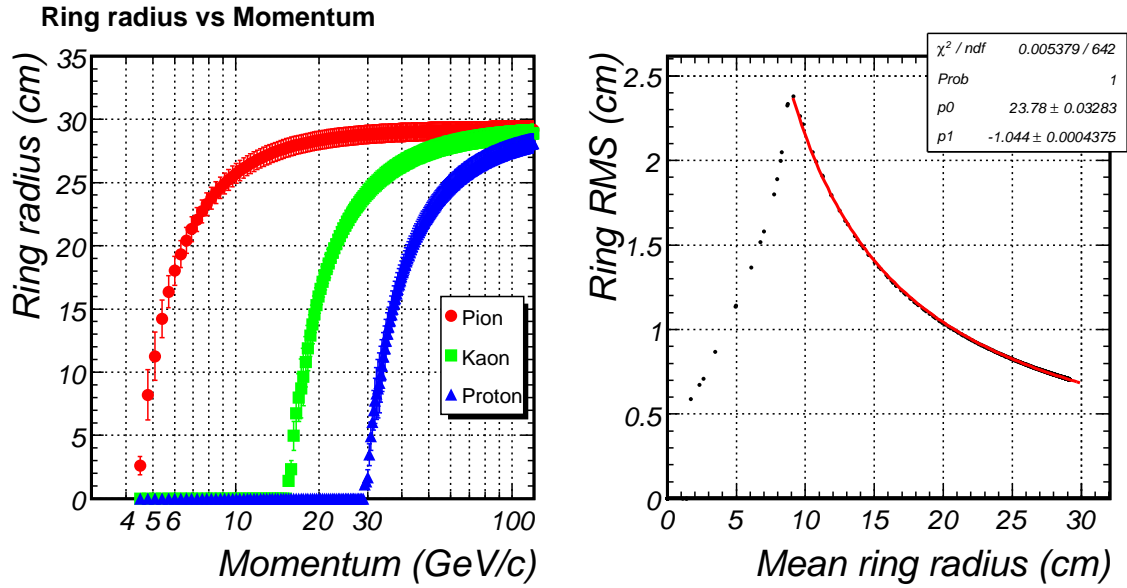 Ring radius vs Momentum
Ring radius (cm)
35
30
25
20
15
10
5
0
4 5 6 10 20 30 100
Momentum (GeV/c)
Pion
Kaon
Proton
χ² / ndf 0.005379 / 642
Prob 1
p0 23.78 ± 0.03283
p1 -1.044 ± 0.0004375
Ring RMS (cm)
2.5
2
1.5
1
0.5
0
0 5 10 15 20 25 30
Mean ring radius (cm)